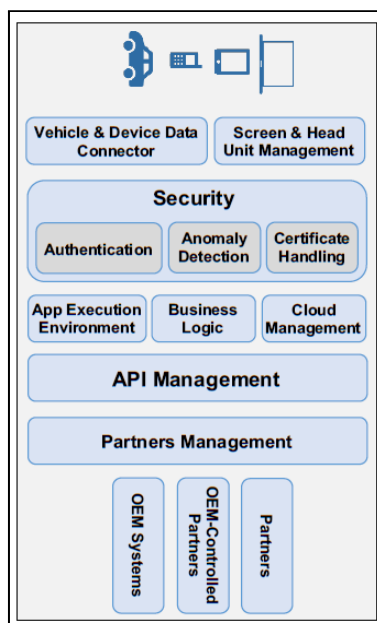 Vehicle & Device Data
Connector
Screen & Head
Unit Management
Security
Authentication
Anomaly
Detection
Certificate
Handling
App Execution
Environment
Business
Logic
Cloud
Management
API Management
Partners Management
OEM Systems
OEM-Controlled
Partners
Partners